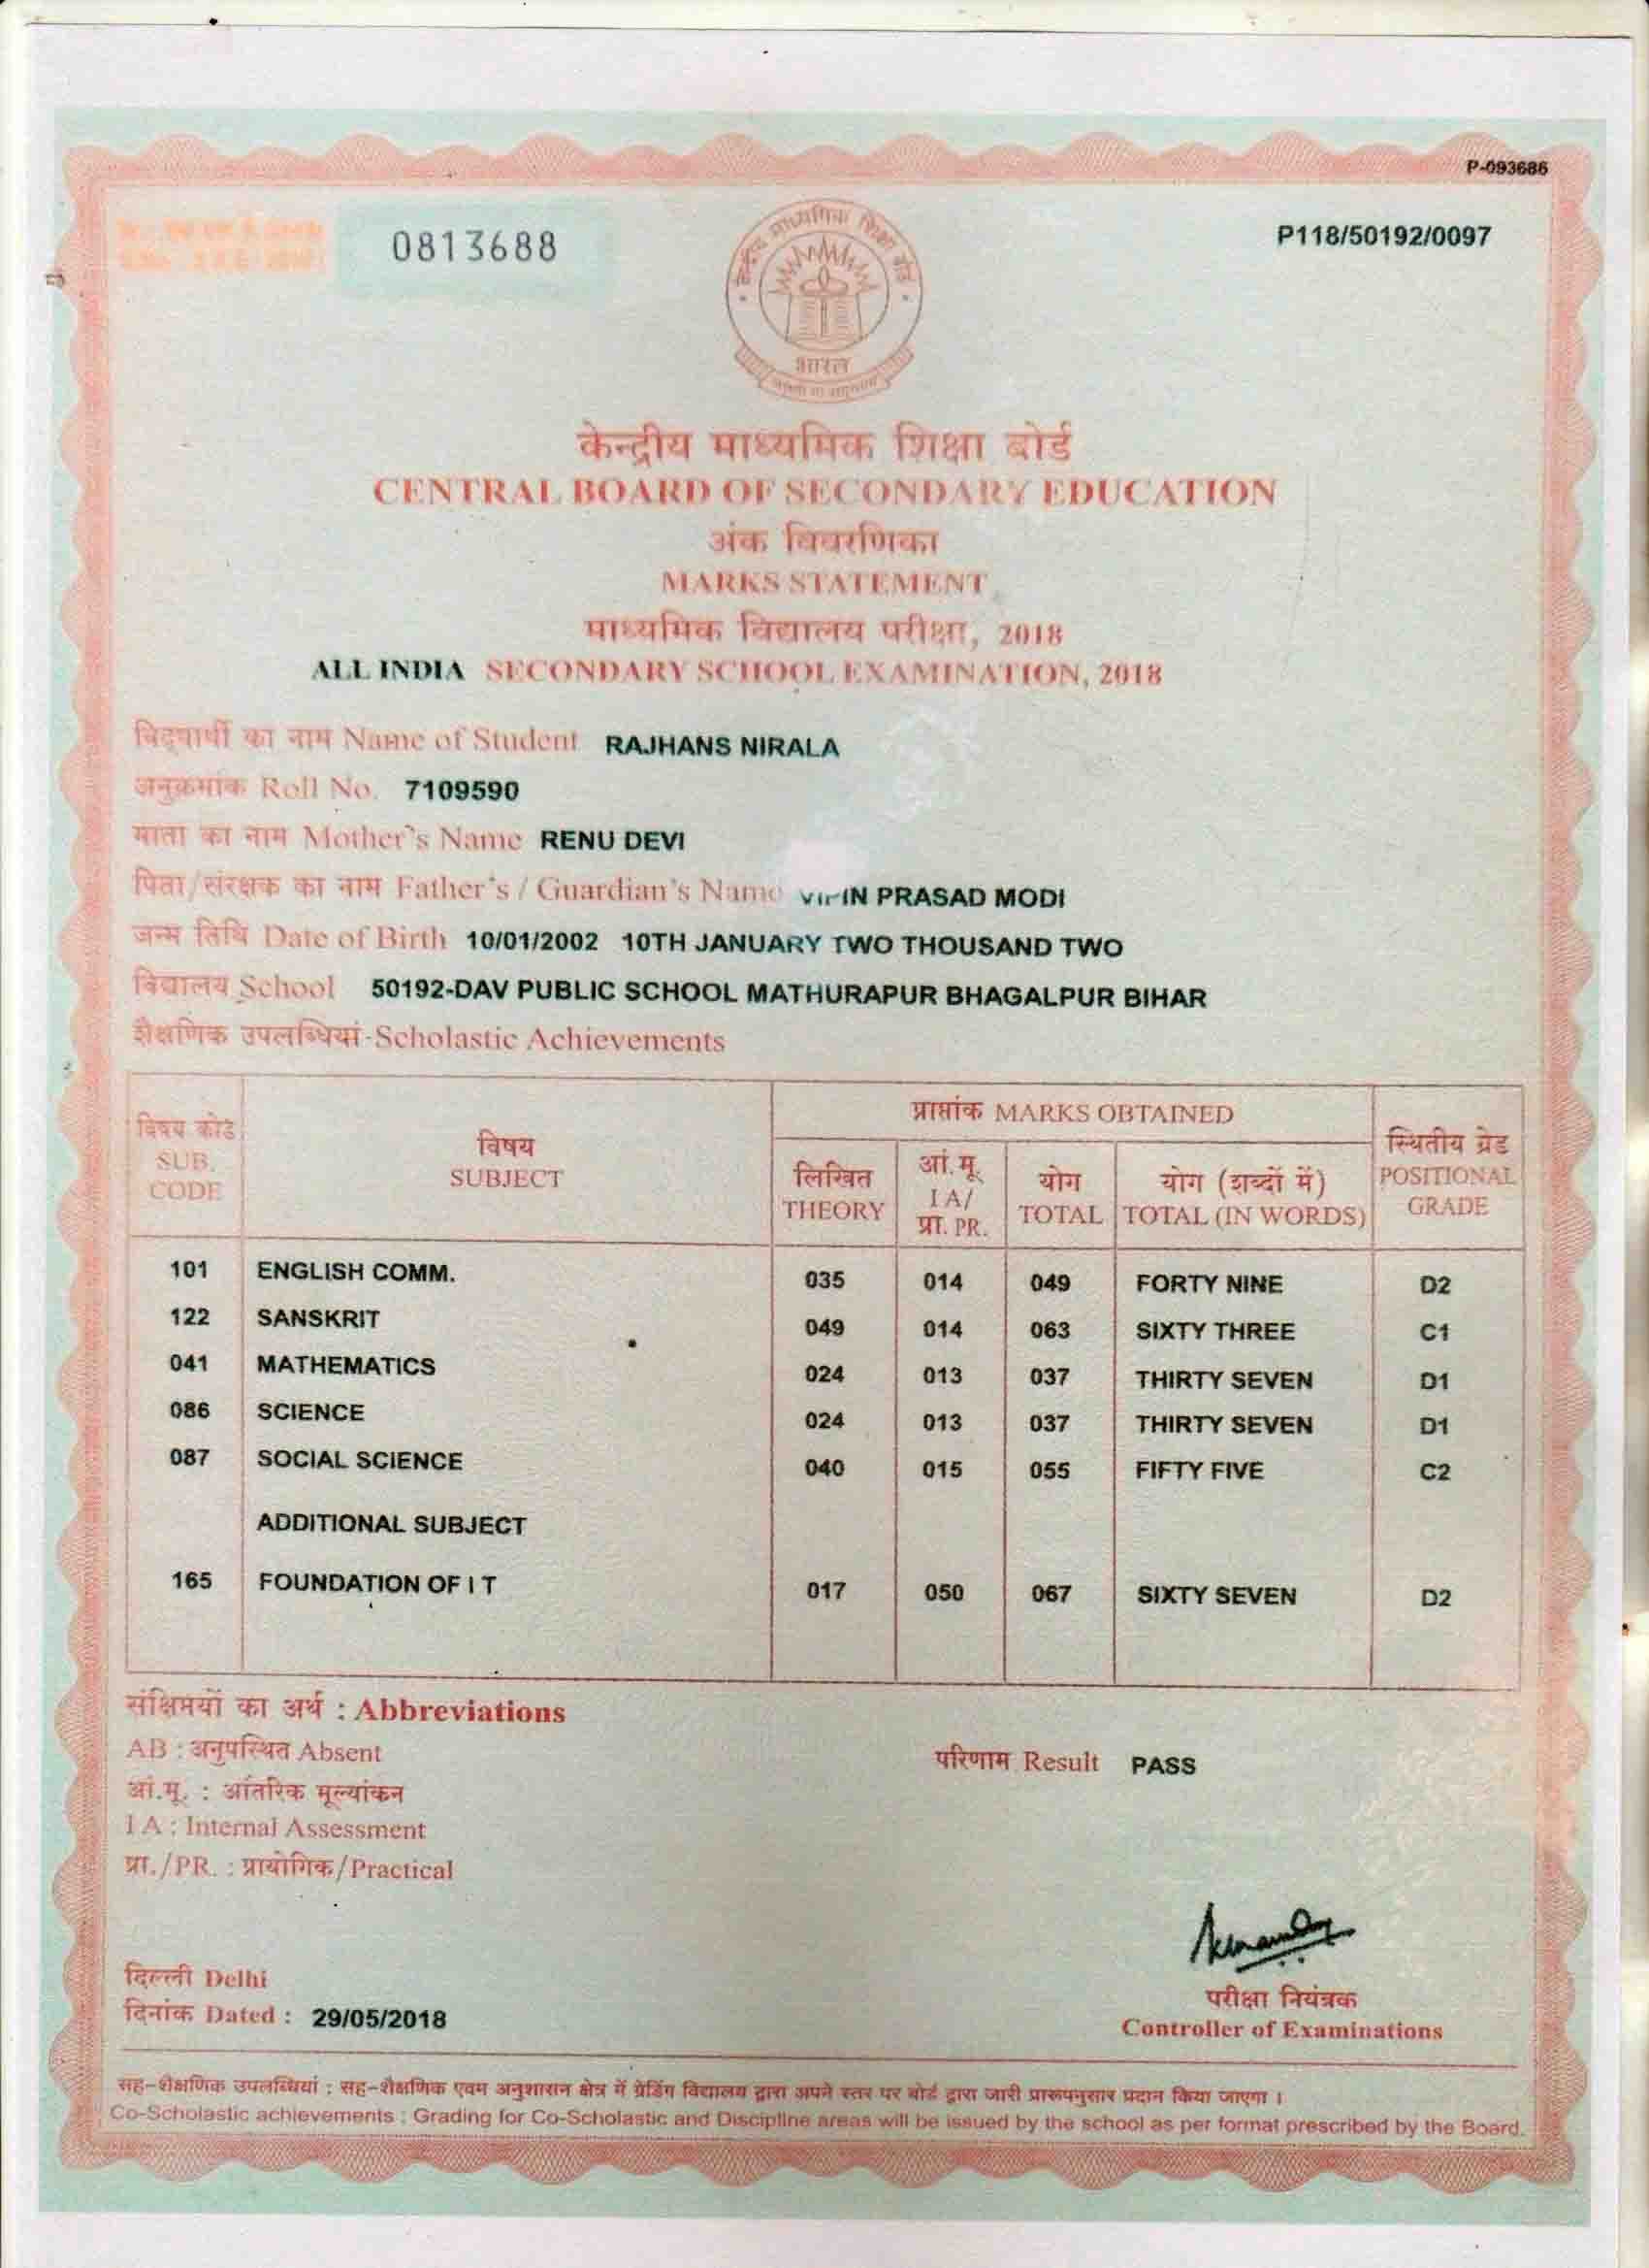 P-093686
0813688
P118/50192/0097
भारत
केन्द्रीय माध्यमिक शिक्षा बोर्ड
CENTRAL BOARD OF SECONDARY EDUCATION
अंक विवरणिका
MARKS STATEMENT
माध्यमिक विद्यालय परीक्षा, 2018
ALL INDIA SECONDARY SCHOOL EXAMINATION, 2018
विद्यार्थी का नाम Name of Student RAJHANS NIRALA
अनुक्रमांक Roll No. 7109590
माता का नाम Mother's Name RENU DEVI
पिता/संरक्षक का नाम Father's / Guardian's Name VIPIN PRASAD MODI
जन्म तिथि Date of Birth 10/01/2002 10TH JANUARY TWO THOUSAND TWO
विद्यालय School 50192-DAV PUBLIC SCHOOL MATHURAPUR BHAGALPUR BIHAR
शैक्षणिक उपलब्धियां-Scholastic Achievements
विषय कोड SUB. CODE विषय SUBJECT प्राप्तांक MARKS OBTAINED स्थितीय ग्रेड POSITIONAL GRADE
लिखित THEORY आं.मू. I A/ प्रा. PR. योग TOTAL योग (शब्दों में) TOTAL (IN WORDS)
101 ENGLISH COMM. 035 014 049 FORTY NINE D2
122 SANSKRIT 049 014 063 SIXTY THREE C1
041 MATHEMATICS 024 013 037 THIRTY SEVEN D1
086 SCIENCE 024 013 037 THIRTY SEVEN D1
087 SOCIAL SCIENCE 040 015 055 FIFTY FIVE C2
ADDITIONAL SUBJECT
165 FOUNDATION OF I T 017 050 067 SIXTY SEVEN D2
संक्षिप्तयों का अर्थ : Abbreviations
AB : अनुपस्थित Absent
परिणाम Result PASS
आं.मू. : आंतरिक मूल्यांकन
I A : Internal Assessment
प्रा./PR. : प्रायोगिक/Practical
दिल्ली Delhi
दिनांक Dated : 29/05/2018
परीक्षा नियंत्रक
Controller of Examinations
सह-शैक्षणिक उपलब्धियां : सह-शैक्षणिक एवम अनुशासन क्षेत्र में ग्रेडिंग विद्यालय द्वारा अपने स्तर पर बोर्ड द्वारा जारी प्रारूपनुसार प्रदान किया जाएगा ।
Co-Scholastic achievements : Grading for Co-Scholastic and Discipline areas will be issued by the school as per format prescribed by the Board.